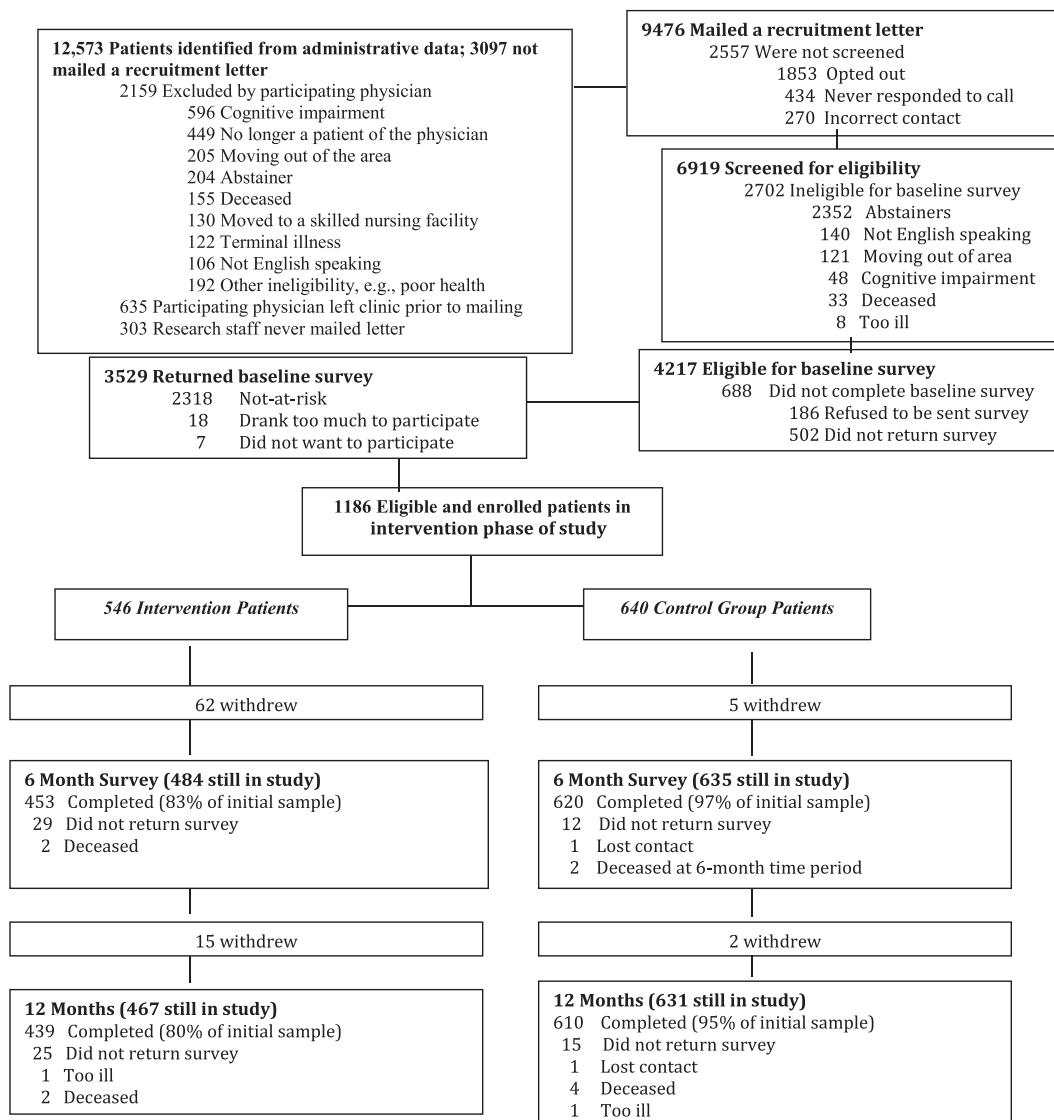 12,573 Patients identified from administrative data; 3097 not
mailed a recruitment letter
2159 Excluded by participating physician
596 Cognitive impairment
449 No longer a patient of the physician
205 Moving out of the area
204 Abstainer
155 Deceased
130 Moved to a skilled nursing facility
122 Terminal illness
106 Not English speaking
192 Other ineligibility, e.g., poor health
635 Participating physician left clinic prior to mailing
303 Research staff never mailed letter
9476 Mailed a recruitment letter
2557 Were not screened
1853 Opted out
434 Never responded to call
270 Incorrect contact
6919 Screened for eligibility
2702 Ineligible for baseline survey
2352 Abstainers
140 Not English speaking
121 Moving out of area
48 Cognitive impairment
33 Deceased
8 Too ill
4217 Eligible for baseline survey
688 Did not complete baseline survey
186 Refused to be sent survey
502 Did not return survey
3529 Returned baseline survey
2318 Not-at-risk
18 Drank too much to participate
7 Did not want to participate
1186 Eligible and enrolled patients in
intervention phase of study
546 Intervention Patients
640 Control Group Patients
62 withdrew
5 withdrew
6 Month Survey (484 still in study)
453 Completed (83% of initial sample)
29 Did not return survey
2 Deceased
6 Month Survey (635 still in study)
620 Completed (97% of initial sample)
12 Did not return survey
1 Lost contact
2 Deceased at 6-month time period
15 withdrew
2 withdrew
12 Months (467 still in study)
439 Completed (80% of initial sample)
25 Did not return survey
1 Too ill
2 Deceased
12 Months (631 still in study)
610 Completed (95% of initial sample)
15 Did not return survey
1 Lost contact
4 Deceased
1 Too ill